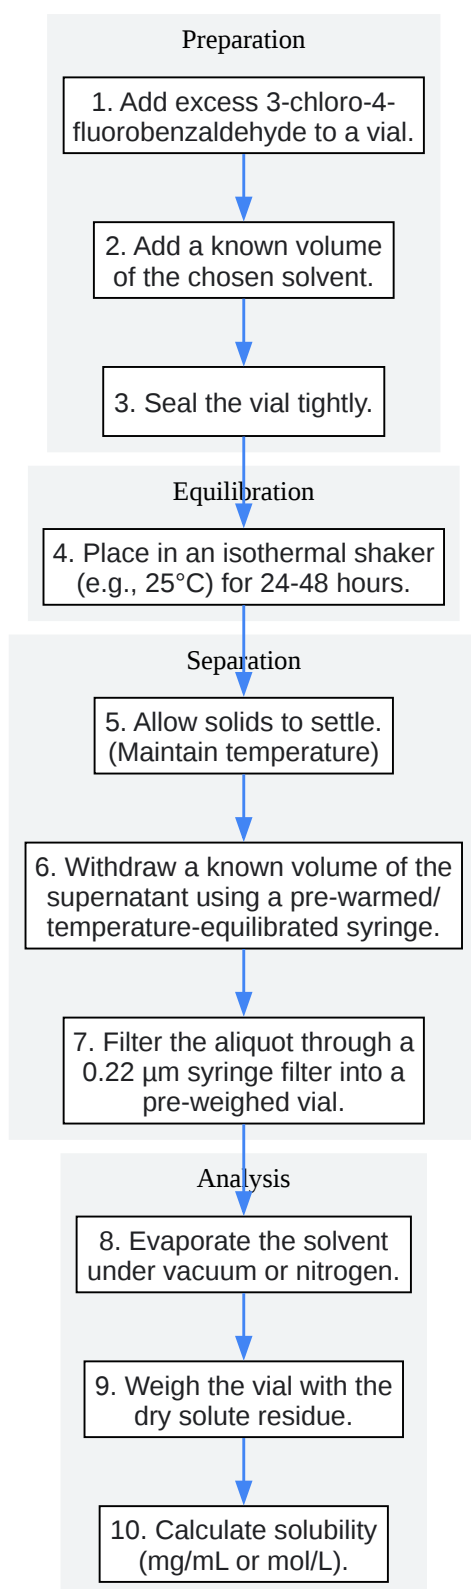 Preparation
1. Add excess 3-chloro-4-
fluorobenzaldehyde to a vial.
2. Add a known volume
of the chosen solvent.
3. Seal the vial tightly.
Equilibration
4. Place in an isothermal shaker
(e.g., 25°C) for 24-48 hours.
Separation
5. Allow solids to settle.
(Maintain temperature)
6. Withdraw a known volume of the
supernatant using a pre-warmed/
temperature-equilibrated syringe.
7. Filter the aliquot through a
0.22 µm syringe filter into a
pre-weighed vial.
Analysis
8. Evaporate the solvent
under vacuum or nitrogen.
9. Weigh the vial with the
dry solute residue.
10. Calculate solubility
(mg/mL or mol/L).